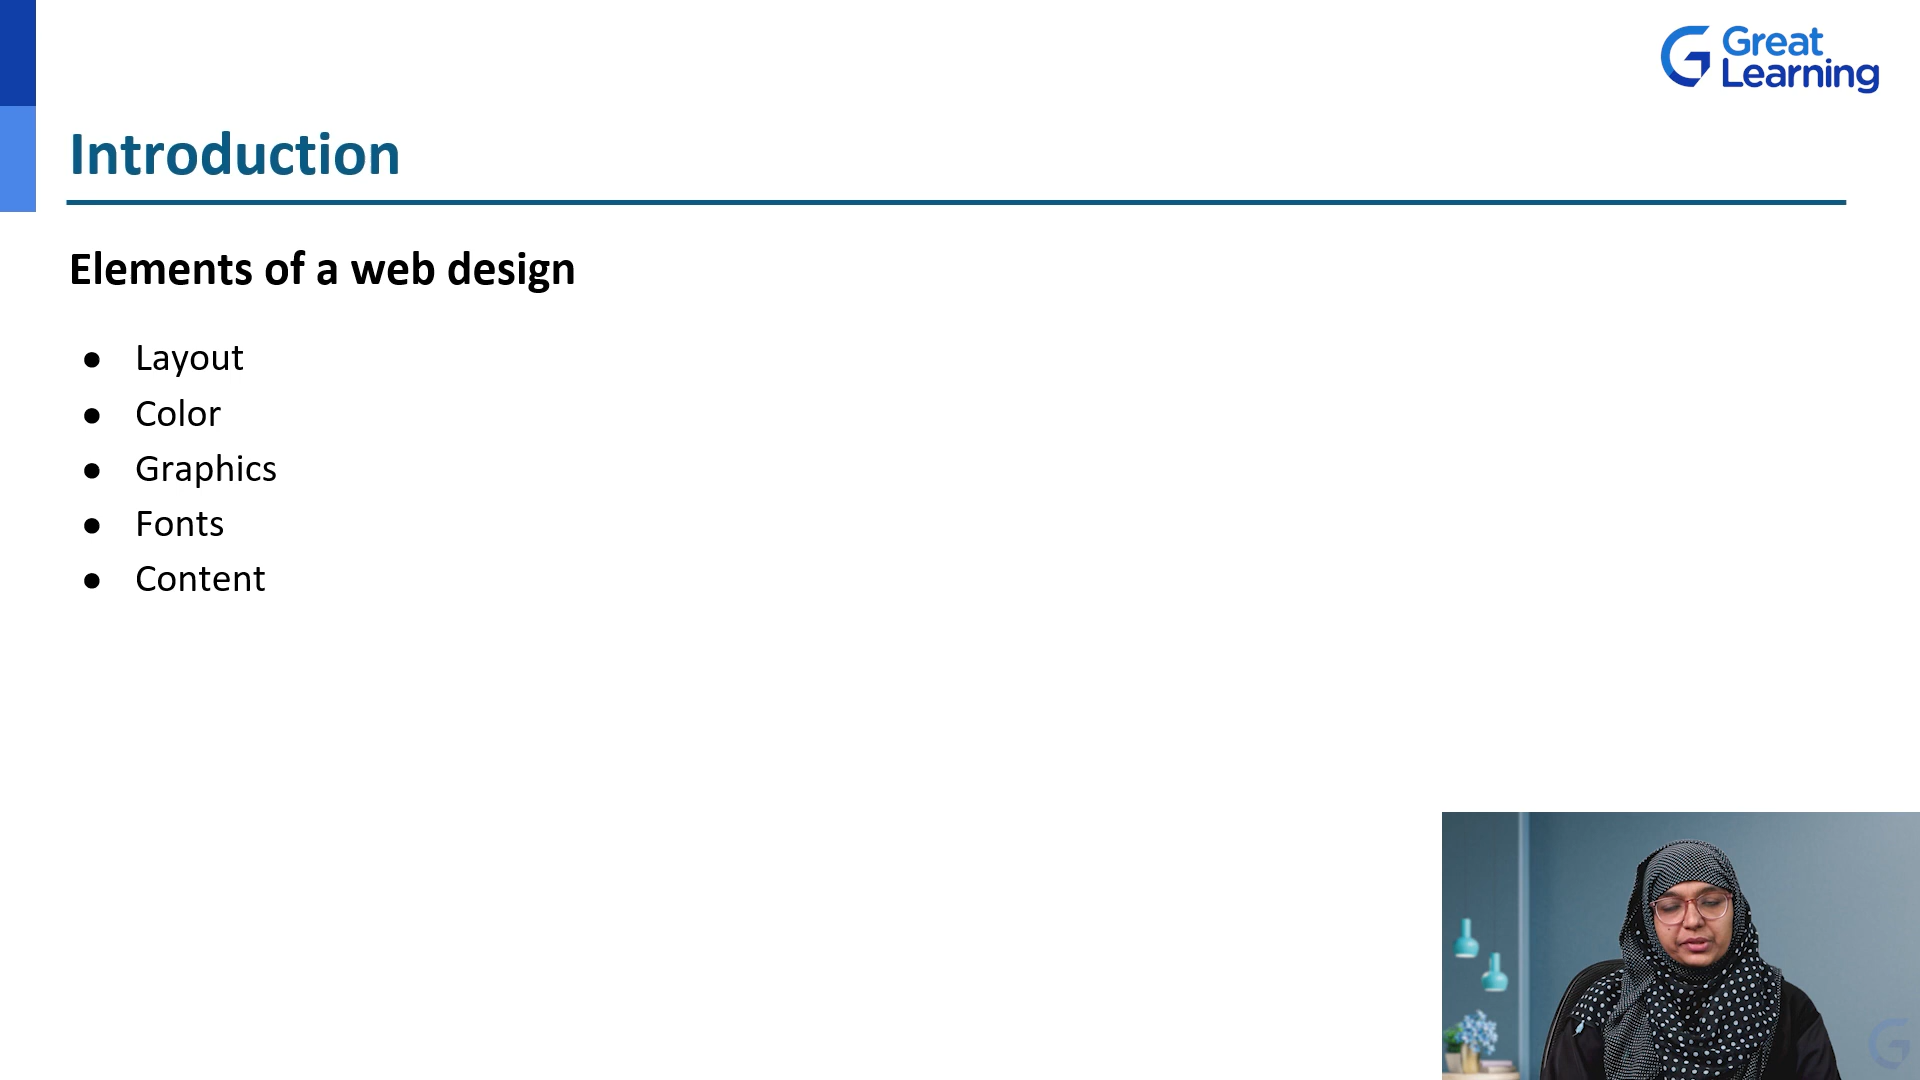 Great
Learning
Introduction
Elements of a web design
● Layout
● Color
● Graphics
● Fonts
● Content